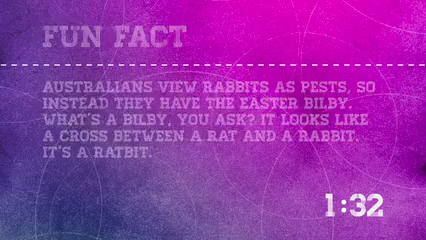 FUN FACT
AUSTRALIANS VIEW RABBITS AS PESTS, SO
INSTEAD THEY HAVE THE EASTER BILBY.
WHAT'S A BILBY, YOU ASK? IT LOOKS LIKE
A CROSS BETWEEN A RAT AND A RABBIT.
IT'S A RATBIT.
1:32